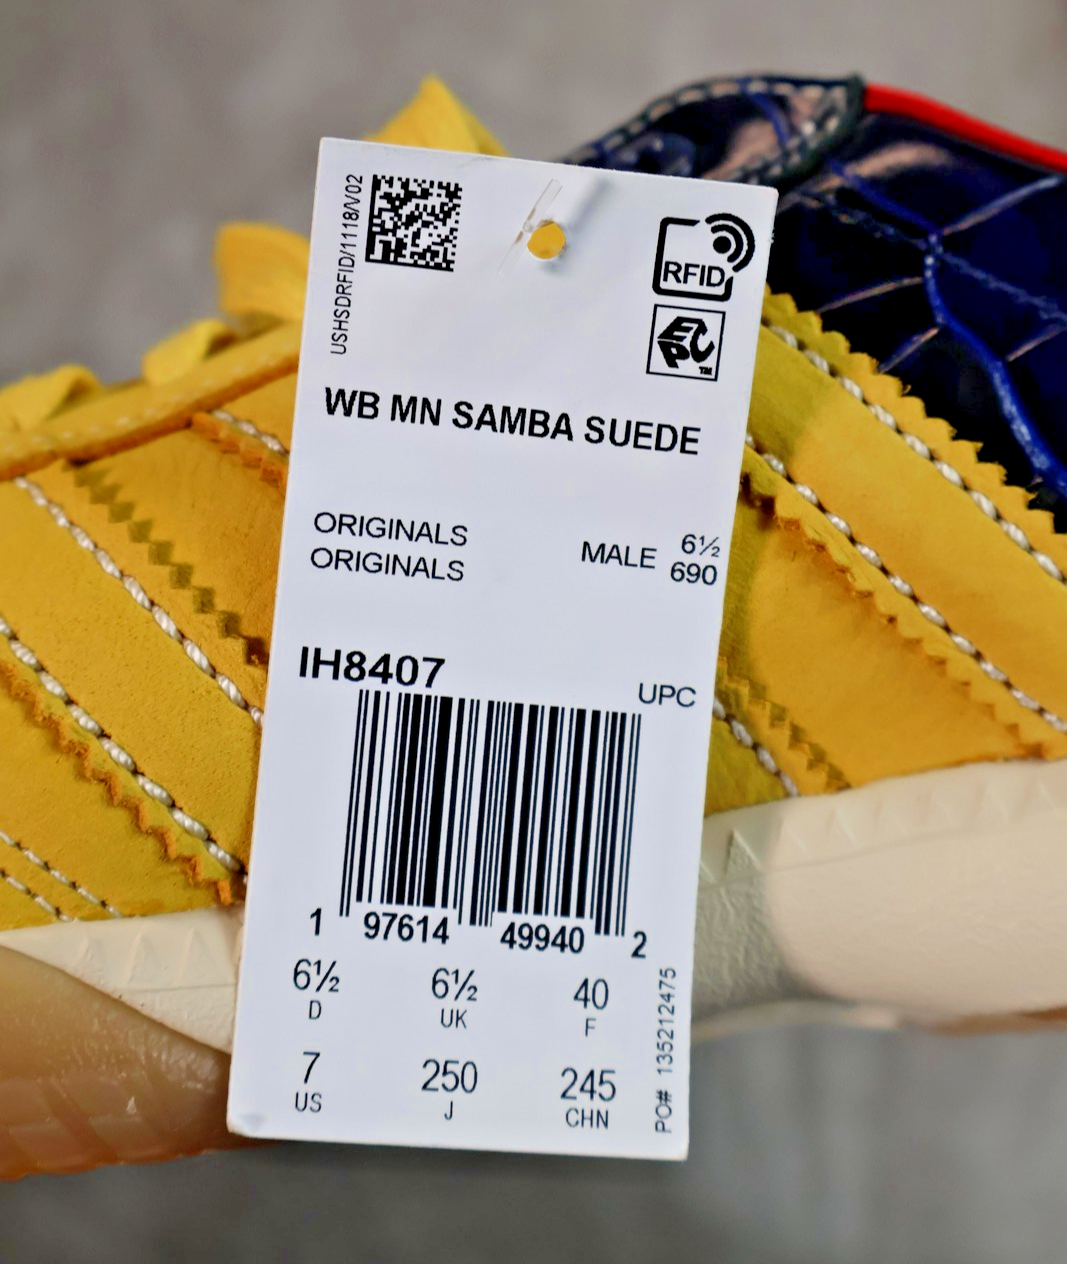 USHSDRFID/1118/V02
RFID
EPC™
WB MN SAMBA SUEDE
ORIGINALS
ORIGINALS
MALE 6½
690
IH8407
UPC
1 97614 49940 2
6½ 6½ 40
D UK F
7 250 245
US J CHN
PO# 135212475